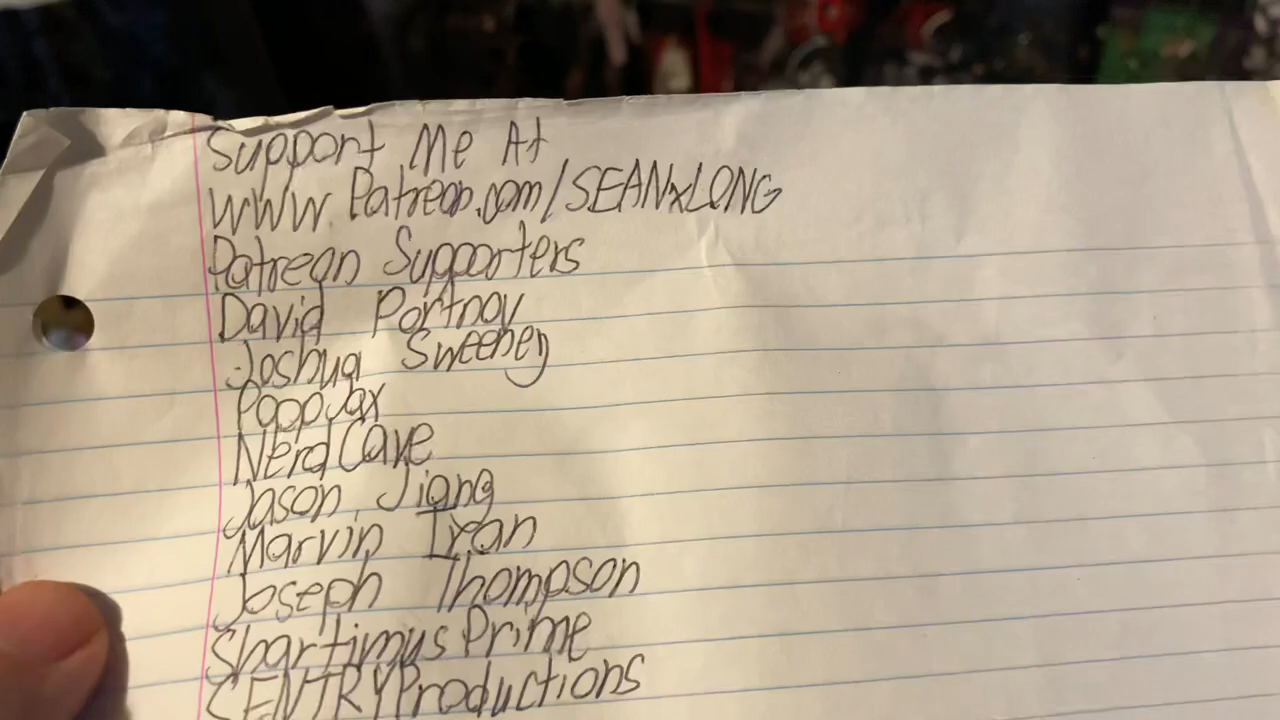 Support Me At
www.Patreon.com/SEANxLONG
Patreon Supporters
David Portnoy
Joshua Sweeney
PoopJax
NerdCave
Jason Jiang
Marvin Tran
Joseph Thompson
Shartimus Prime
CENTRYProductions